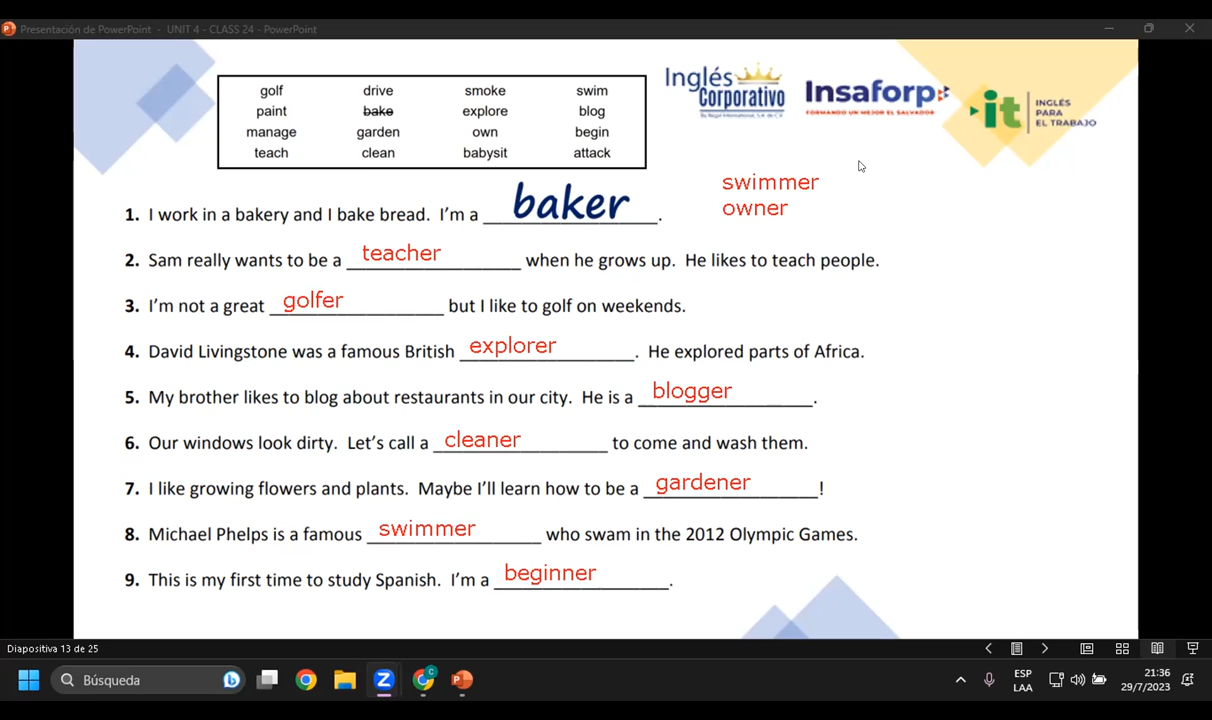 Presentación de PowerPoint - UNIT 4 - CLASS 24 - PowerPoint
golf drive smoke swim
paint bake explore blog
manage garden own begin
teach clean babysit attack
Inglés Corporativo
Insaforp
FORMANDO UN MEJOR EL SALVADOR
it INGLÉS PARA EL TRABAJO
swimmer
owner
1. I work in a bakery and I bake bread. I'm a baker.
2. Sam really wants to be a teacher when he grows up. He likes to teach people.
3. I'm not a great golfer but I like to golf on weekends.
4. David Livingstone was a famous British explorer. He explored parts of Africa.
5. My brother likes to blog about restaurants in our city. He is a blogger.
6. Our windows look dirty. Let's call a cleaner to come and wash them.
7. I like growing flowers and plants. Maybe I'll learn how to be a gardener!
8. Michael Phelps is a famous swimmer who swam in the 2012 Olympic Games.
9. This is my first time to study Spanish. I'm a beginner.
Diapositiva 13 de 25
Búsqueda
ESP
LAA
21:36
29/7/2023